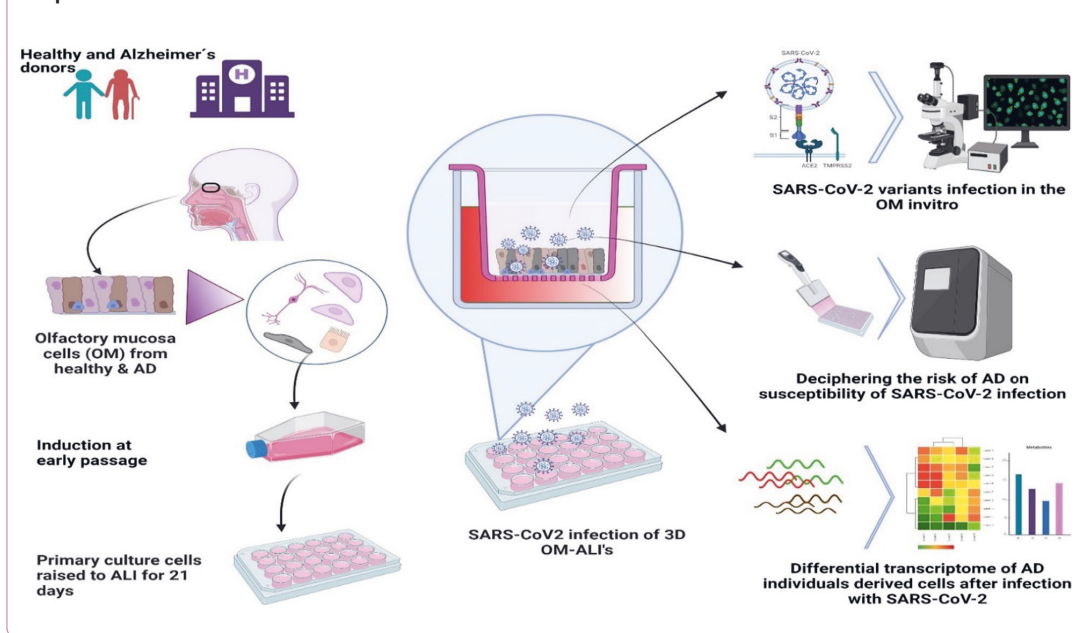 Healthy and Alzheimer´s
donors
H
Olfactory mucosa
cells (OM) from
healthy & AD
Induction at
early passage
Primary culture cells
raised to ALI for 21
days
SARS-CoV2 infection of 3D
OM-ALI's
SARS-CoV-2
S2
S1
ACE2 TMPRSS2
SARS-CoV-2 variants infection in the
OM invitro
Deciphering the risk of AD on
susceptibility of SARS-CoV-2 infection
Metabolites
Differential transcriptome of AD
individuals derived cells after infection
with SARS-CoV-2